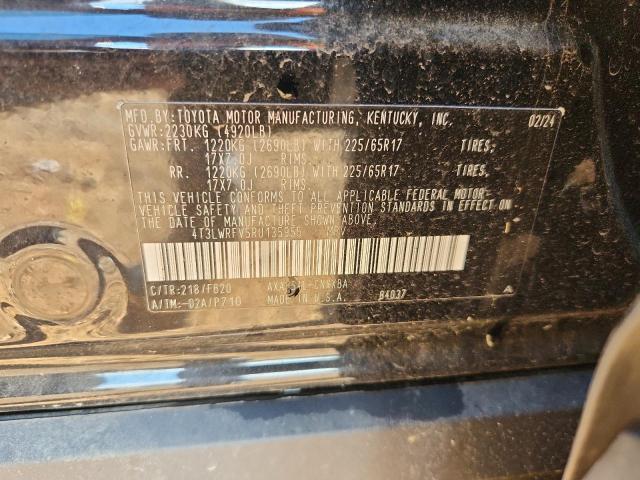 MFD.BY:TOYOTA MOTOR MANUFACTURING, KENTUCKY, INC. 02/24
GVWR:2230KG (4920LB)
GAWR:FRT. 1220KG (2690LB) WITH 225/65R17 TIRES,
17X7.0J RIMS,
RR. 1220KG (2690LB) WITH 225/65R17 TIRES,
17X7.0J RIMS,
THIS VEHICLE CONFORMS TO ALL APPLICABLE FEDERAL MOTOR
VEHICLE SAFETY AND THEFT PREVENTION STANDARDS IN EFFECT ON
THE DATE OF MANUFACTURE SHOWN ABOVE.
4T3LWRFV5RU135955
C/TR:218/FB20 A
A/TM:-02A/P710 MADE IN U.S.A. B4037